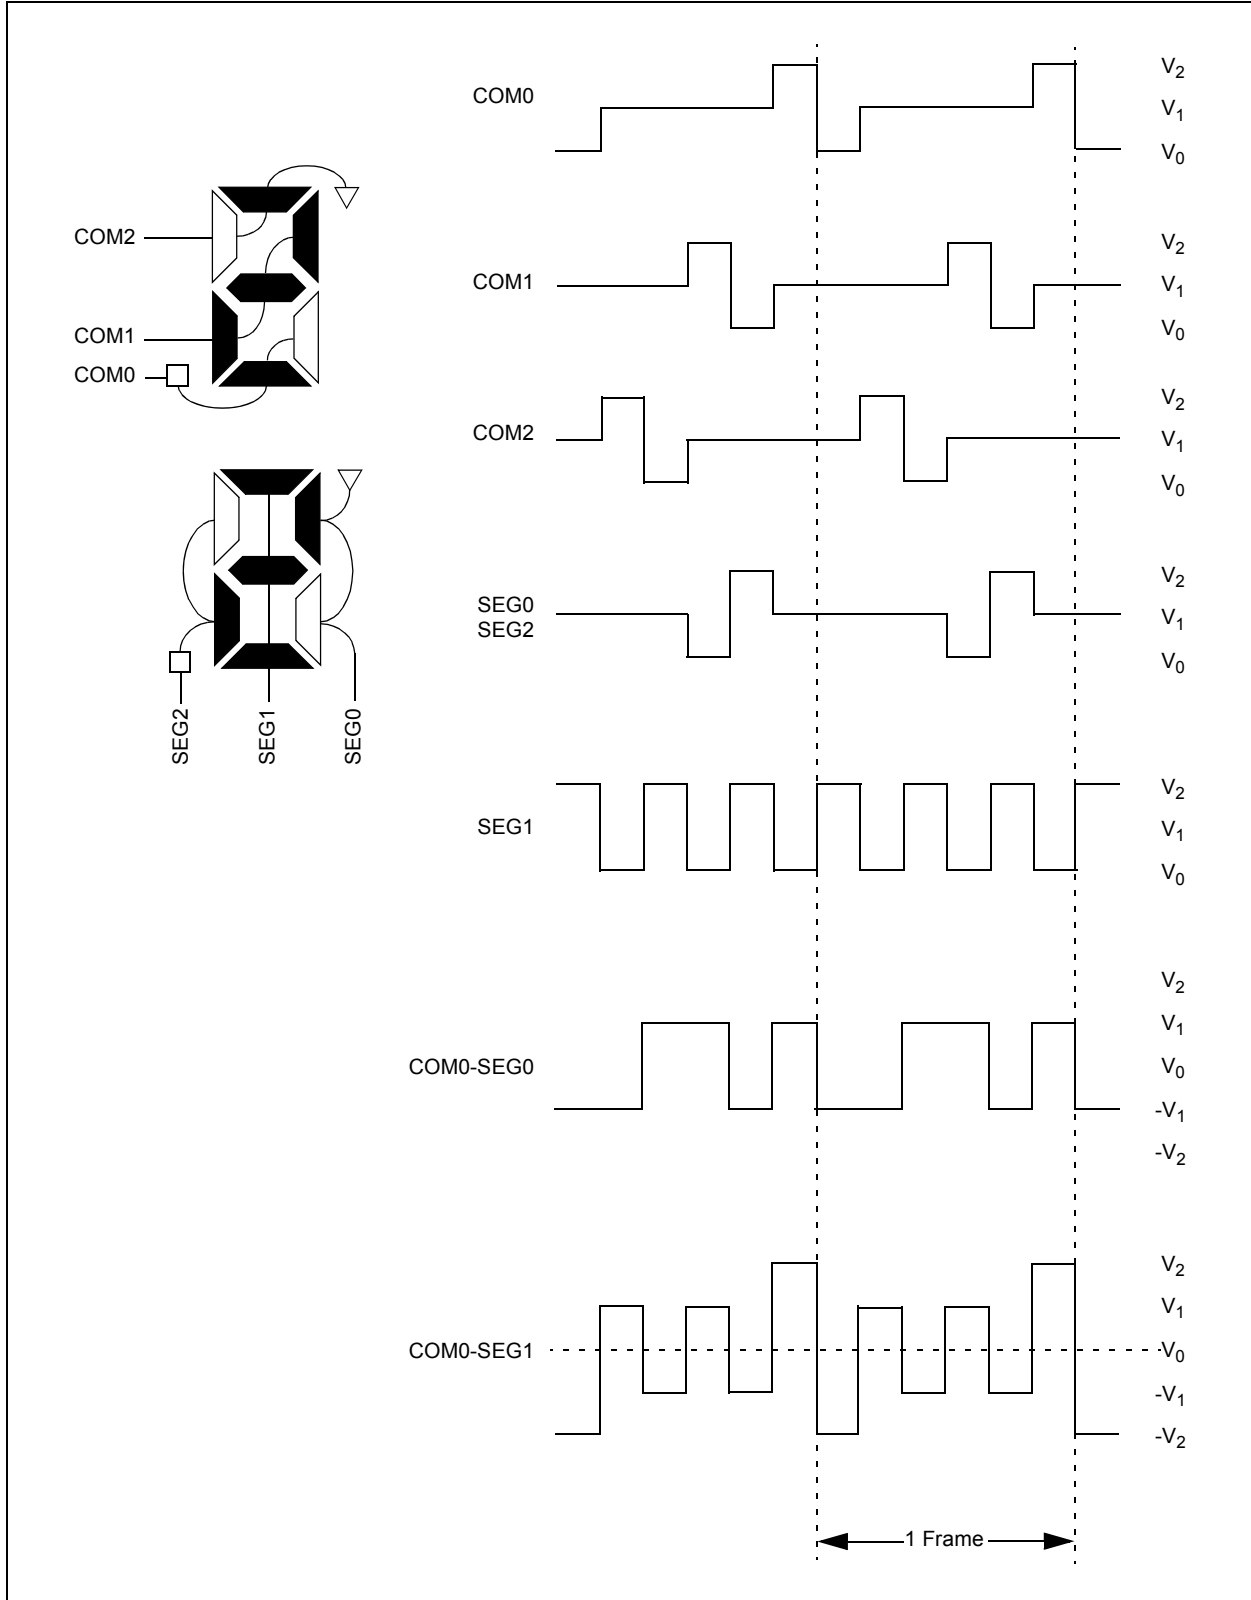 COM0
V2
V1
V0
COM2
COM1
COM0
COM1
V2
V1
V0
COM2
V2
V1
V0
SEG0
SEG2
V2
V1
V0
SEG2
SEG1
SEG0
SEG1
V2
V1
V0
COM0-SEG0
V2
V1
V0
-V1
-V2
COM0-SEG1
V2
V1
V0
-V1
-V2
1 Frame